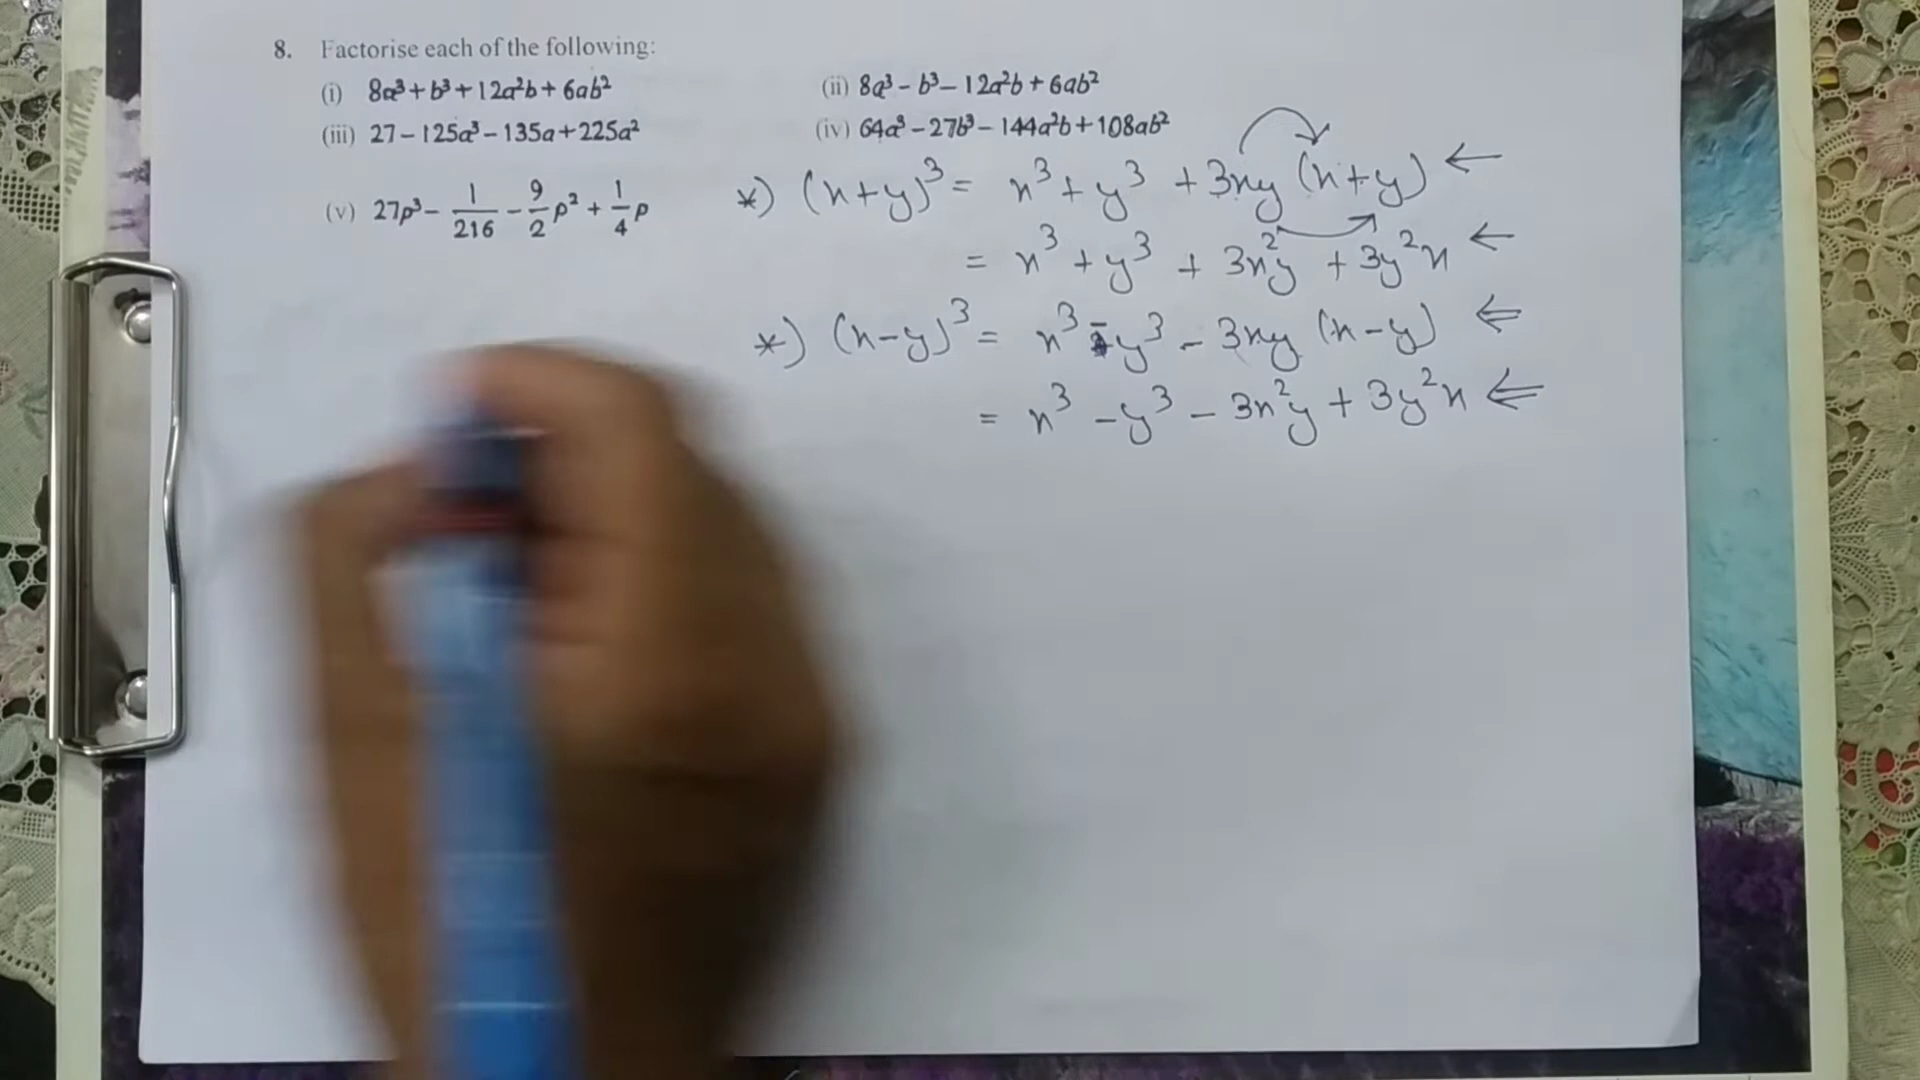 8. Factorise each of the following:
(i) 8a³ + b³ + 12a²b + 6ab² (ii) 8a³ – b³ – 12a²b + 6ab²
(iii) 27 – 125a³ – 135a + 225a² (iv) 64a³ – 27b³ – 144a²b + 108ab²
(v) 27p³ – 1/216 – 9/2 p² + 1/4 p
*) (x+y)³ = x³ + y³ + 3xy (x+y) ←
= x³ + y³ + 3x²y + 3y²x ←
*) (x-y)³ = x³ - y³ - 3xy (x-y) ⇐
= x³ - y³ - 3x²y + 3y²x ⇐